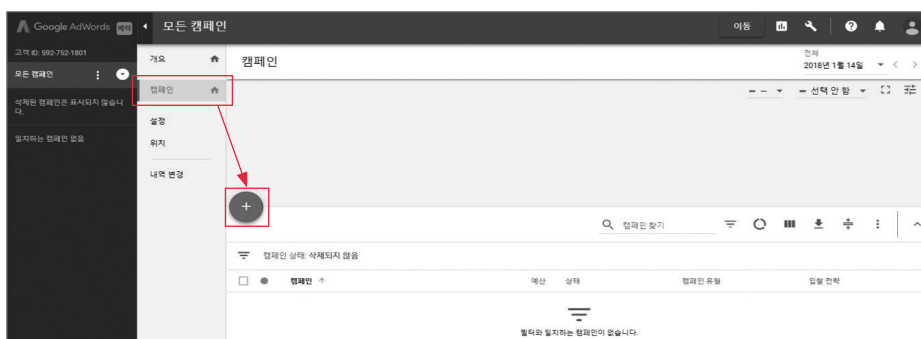 Google AdWords 베타
모든 캠페인
이동
고객 ID: 592-752-1801
모든 캠페인
삭제된 캠페인은 표시되지 않습니
다.
일치하는 캠페인 없음
개요
캠페인
설정
위치
내역 변경
캠페인
전체
2018년 1월 14일
선택 안 함
+
캠페인 찾기
캠페인 상태: 삭제되지 않음
캠페인 ↑
예산
상태
캠페인 유형
입찰 전략
필터와 일치하는 캠페인이 없습니다.